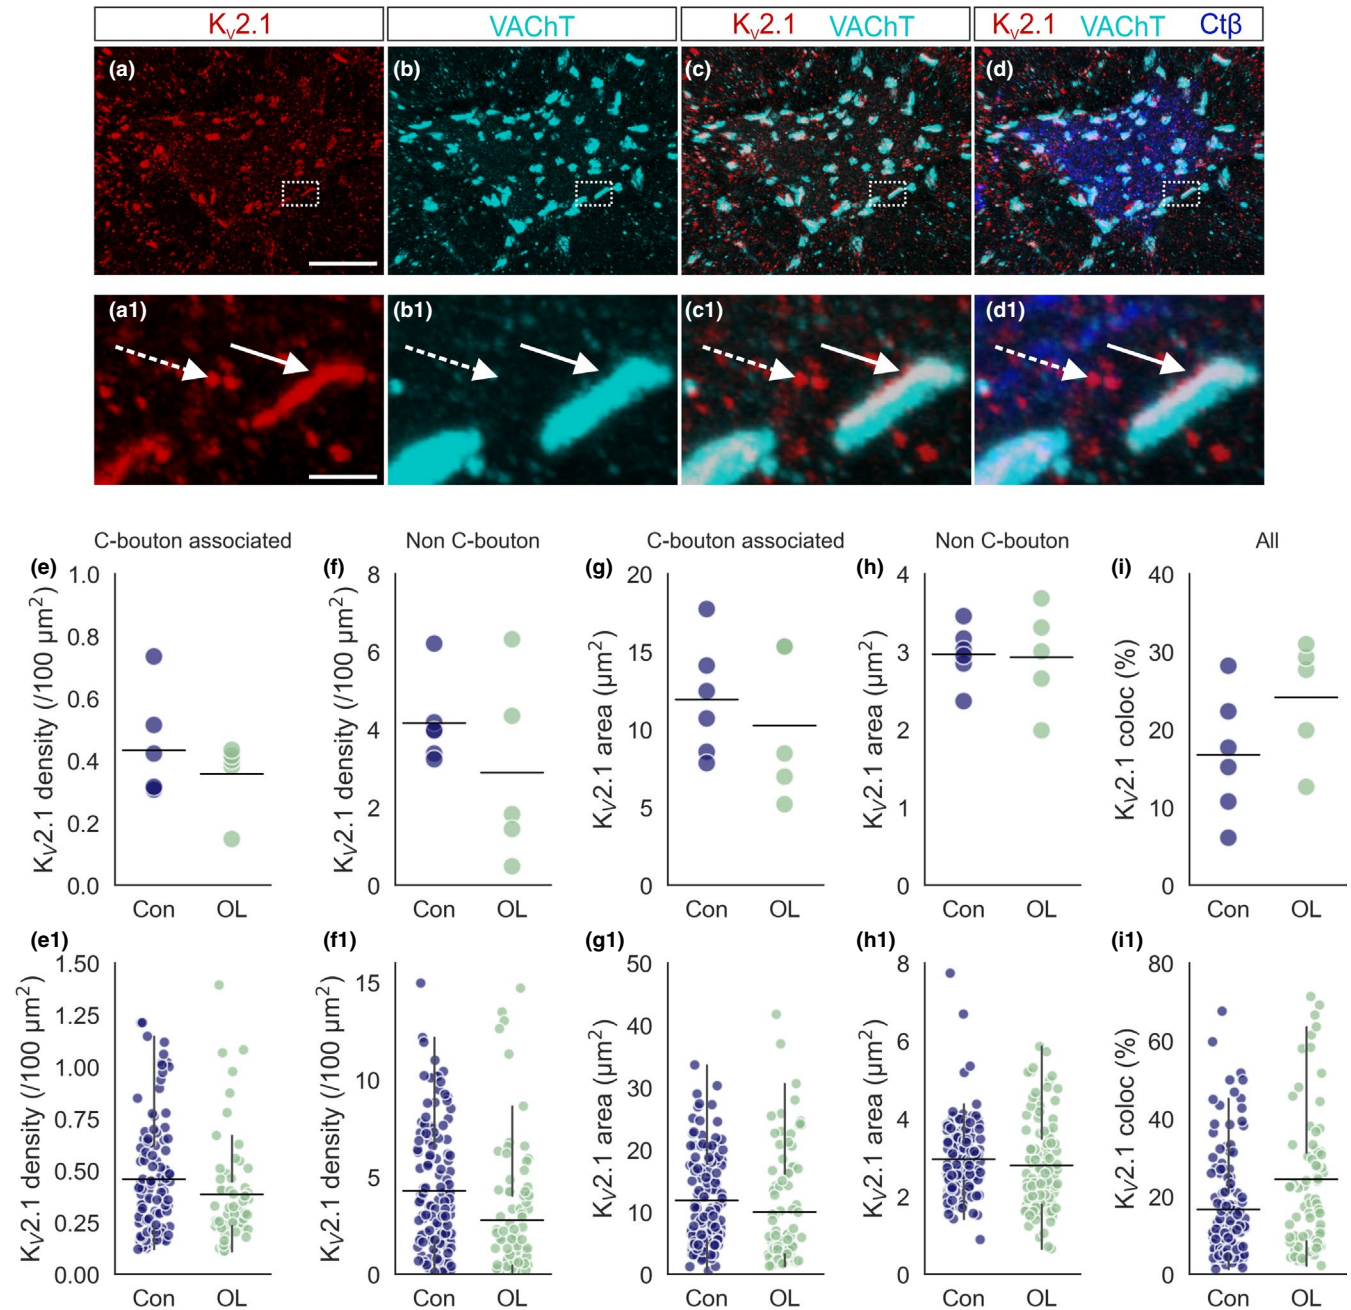 Kv2.1 VAChT Kv2.1 VAChT Kv2.1 VAChT Ctβ
(a) (b) (c) (d)
(a1) (b1) (c1) (d1)
C-bouton associated Non C-bouton C-bouton associated Non C-bouton All
(e) (f) (g) (h) (i)
Kv2.1 density (/100 µm²)
1.0
0.8
0.6
0.4
0.2
0.0
Con OL
Kv2.1 density (/100 µm²)
8
6
4
2
0
Con OL
Kv2.1 area (µm²)
20
15
10
5
0
Con OL
Kv2.1 area (µm²)
4
3
2
1
0
Con OL
Kv2.1 coloc (%)
40
30
20
10
0
Con OL
(e1) (f1) (g1) (h1) (i1)
Kv2.1 density (/100 µm²)
1.50
1.25
1.00
0.75
0.50
0.25
0.00
Con OL
Kv2.1 density (/100 µm²)
15
10
5
0
Con OL
Kv2.1 area (µm²)
50
40
30
20
10
0
Con OL
Kv2.1 area (µm²)
8
6
4
2
0
Con OL
Kv2.1 coloc (%)
80
60
40
20
0
Con OL